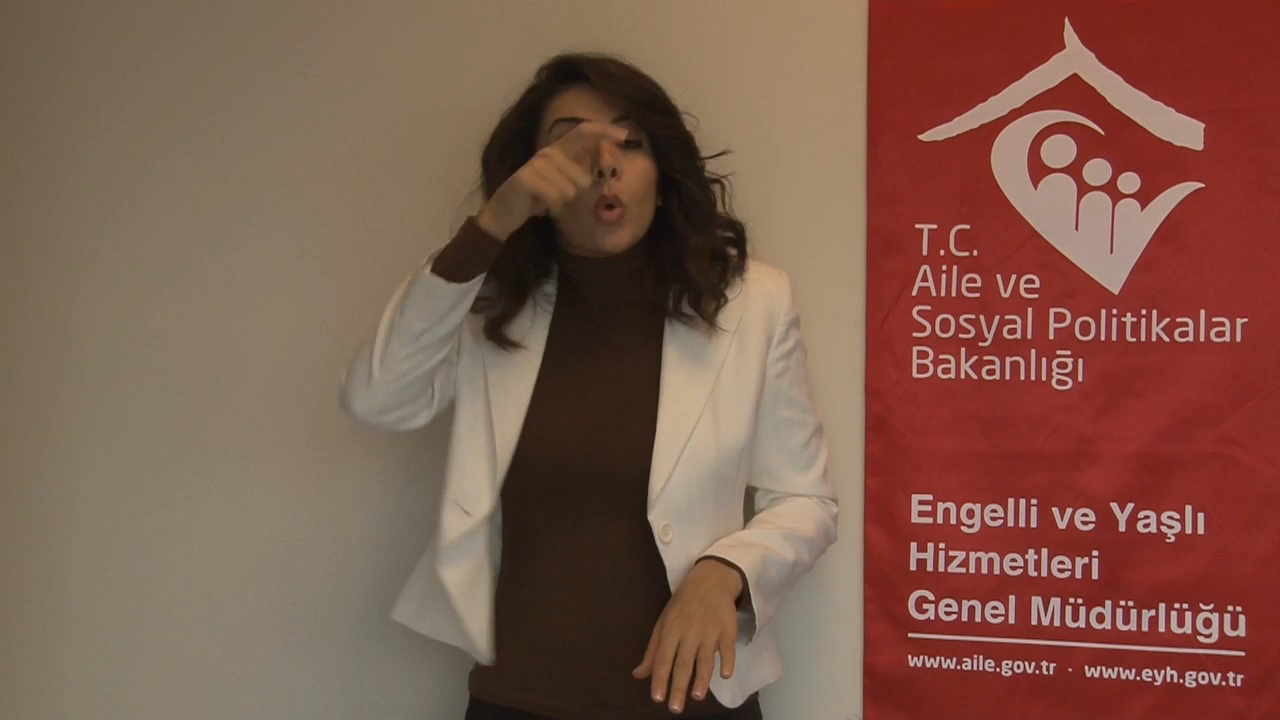 T.C.
Aile ve
Sosyal Politikalar
Bakanlığı
Engelli ve Yaşlı
Hizmetleri
Genel Müdürlüğü
www.aile.gov.tr - www.eyh.gov.tr